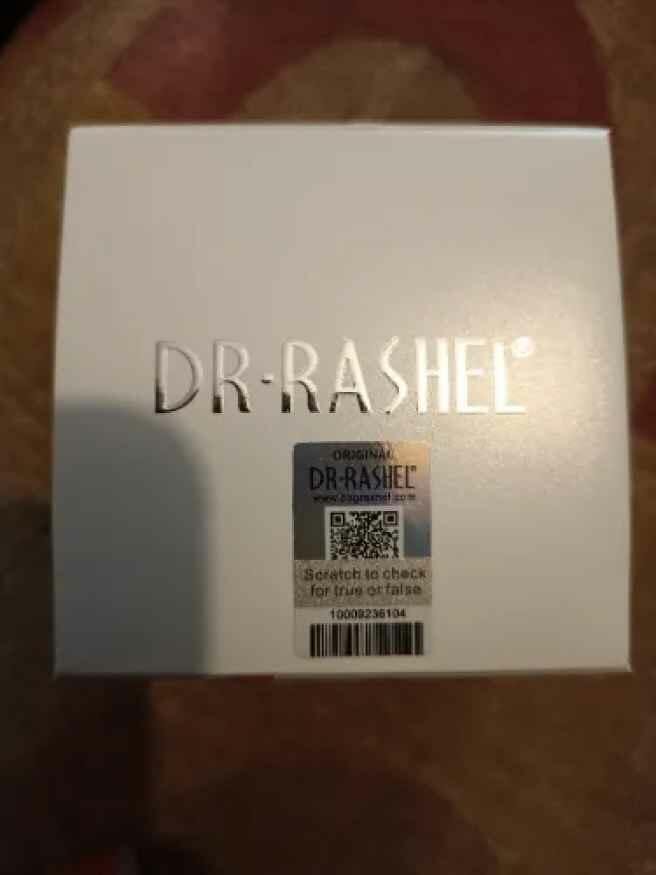 DR·RASHEL®
ORIGINAL
DR·RASHEL®
Scratch to check
for true or false
10009236104